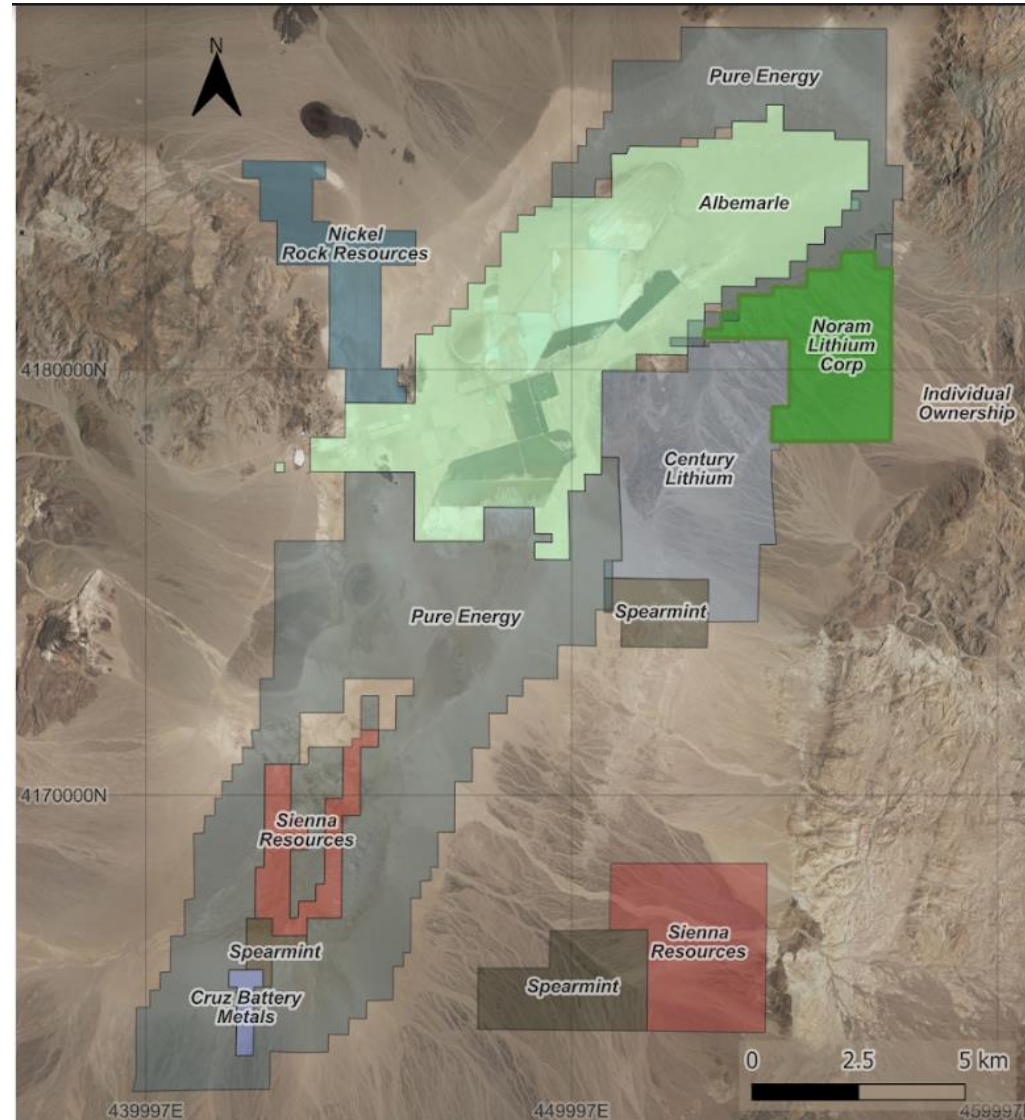 N
Pure Energy
Albemarle
Nickel
Rock Resources
Noram
Lithium
Corp
4180000N
Individual
Ownership
Century
Lithium
Pure Energy
Spearmint
4170000N
Sienna
Resources
Sienna
Resources
Spearmint
Spearmint
Cruz Battery
Metals
0 2.5 5 km
439997E
449997E
459997E